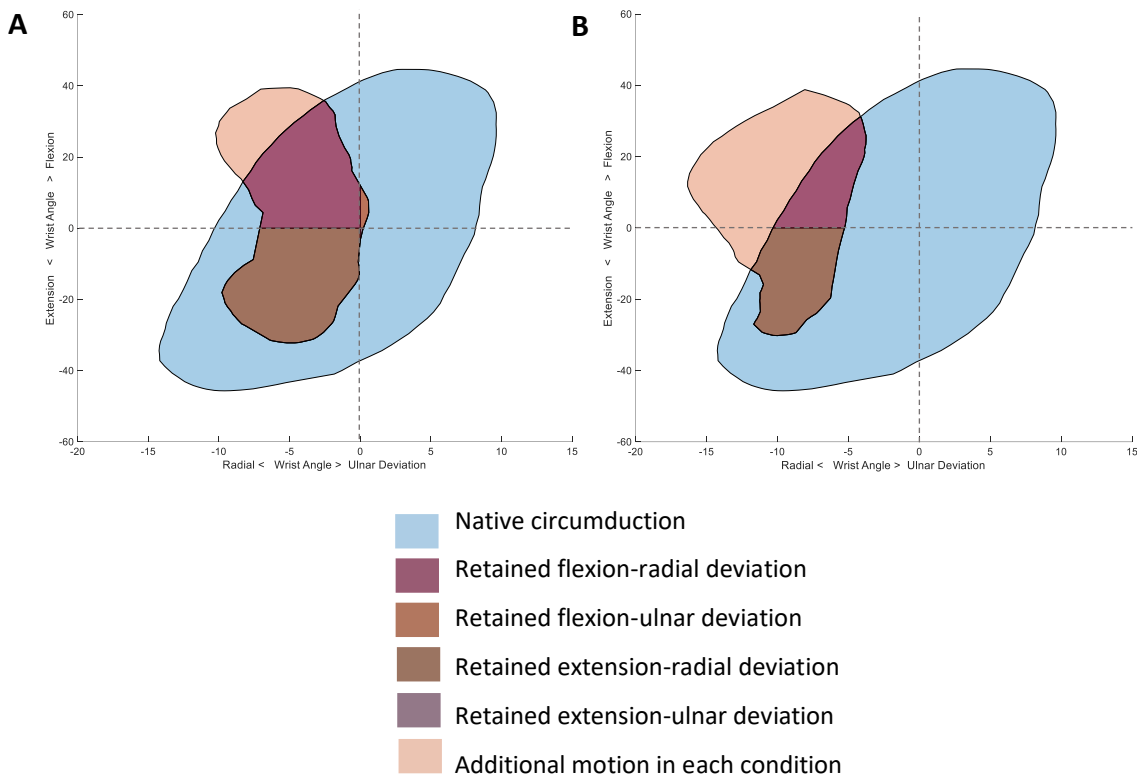 A
60
40
20
0
-20
-40
-60
Extension < Wrist Angle > Flexion
-20 -15 -10 -5 0 5 10 15
Radial < Wrist Angle > Ulnar Deviation
B
60
40
20
0
-20
-40
-60
Extension < Wrist Angle > Flexion
-20 -15 -10 -5 0 5 10 15
Radial < Wrist Angle > Ulnar Deviation
Native circumduction
Retained flexion-radial deviation
Retained flexion-ulnar deviation
Retained extension-radial deviation
Retained extension-ulnar deviation
Additional motion in each condition